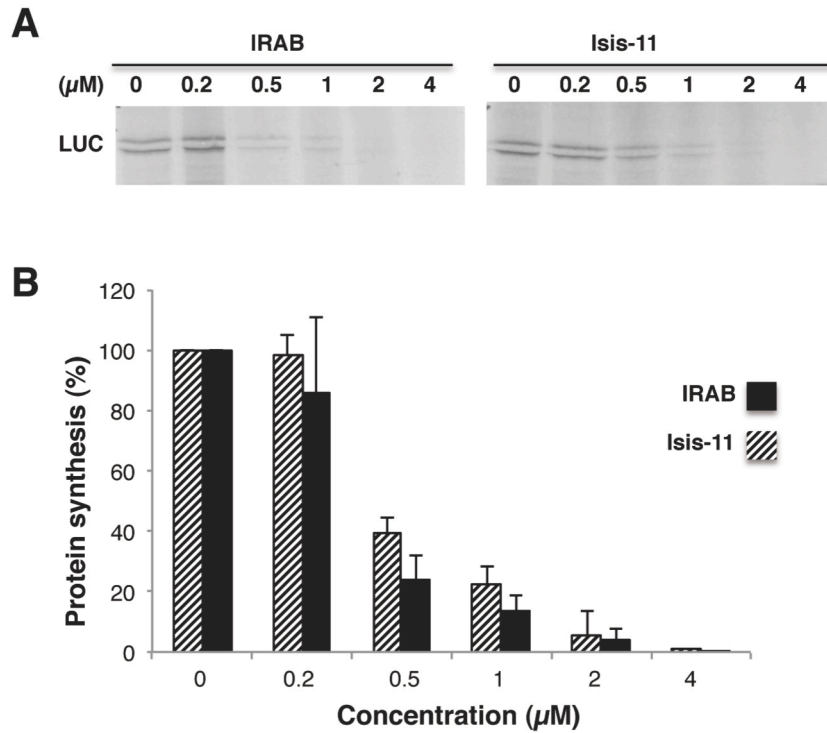 A
IRAB Isis-11
(µM) 0 0.2 0.5 1 2 4 0 0.2 0.5 1 2 4
LUC
B
Protein synthesis (%)
120
100
80
60
40
20
0
IRAB
Isis-11
0 0.2 0.5 1 2 4
Concentration (µM)